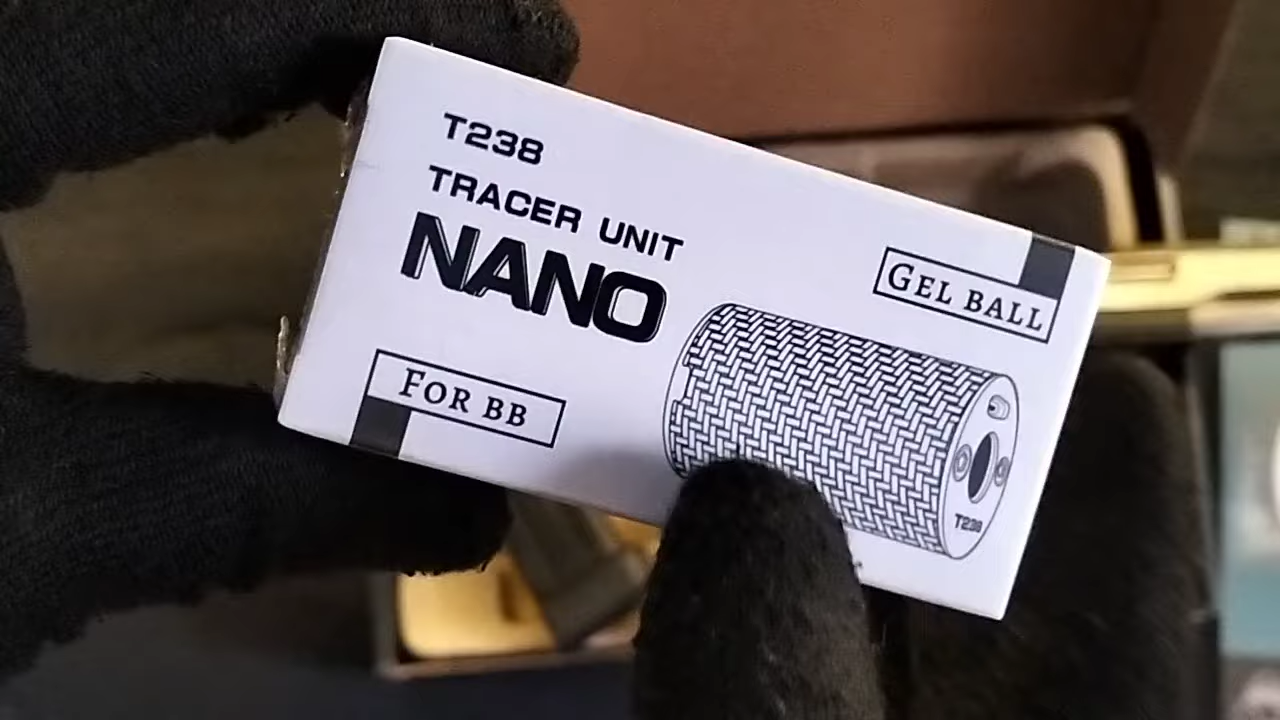 T238
TRACER UNIT
NANO
GEL BALL
FOR BB
T238